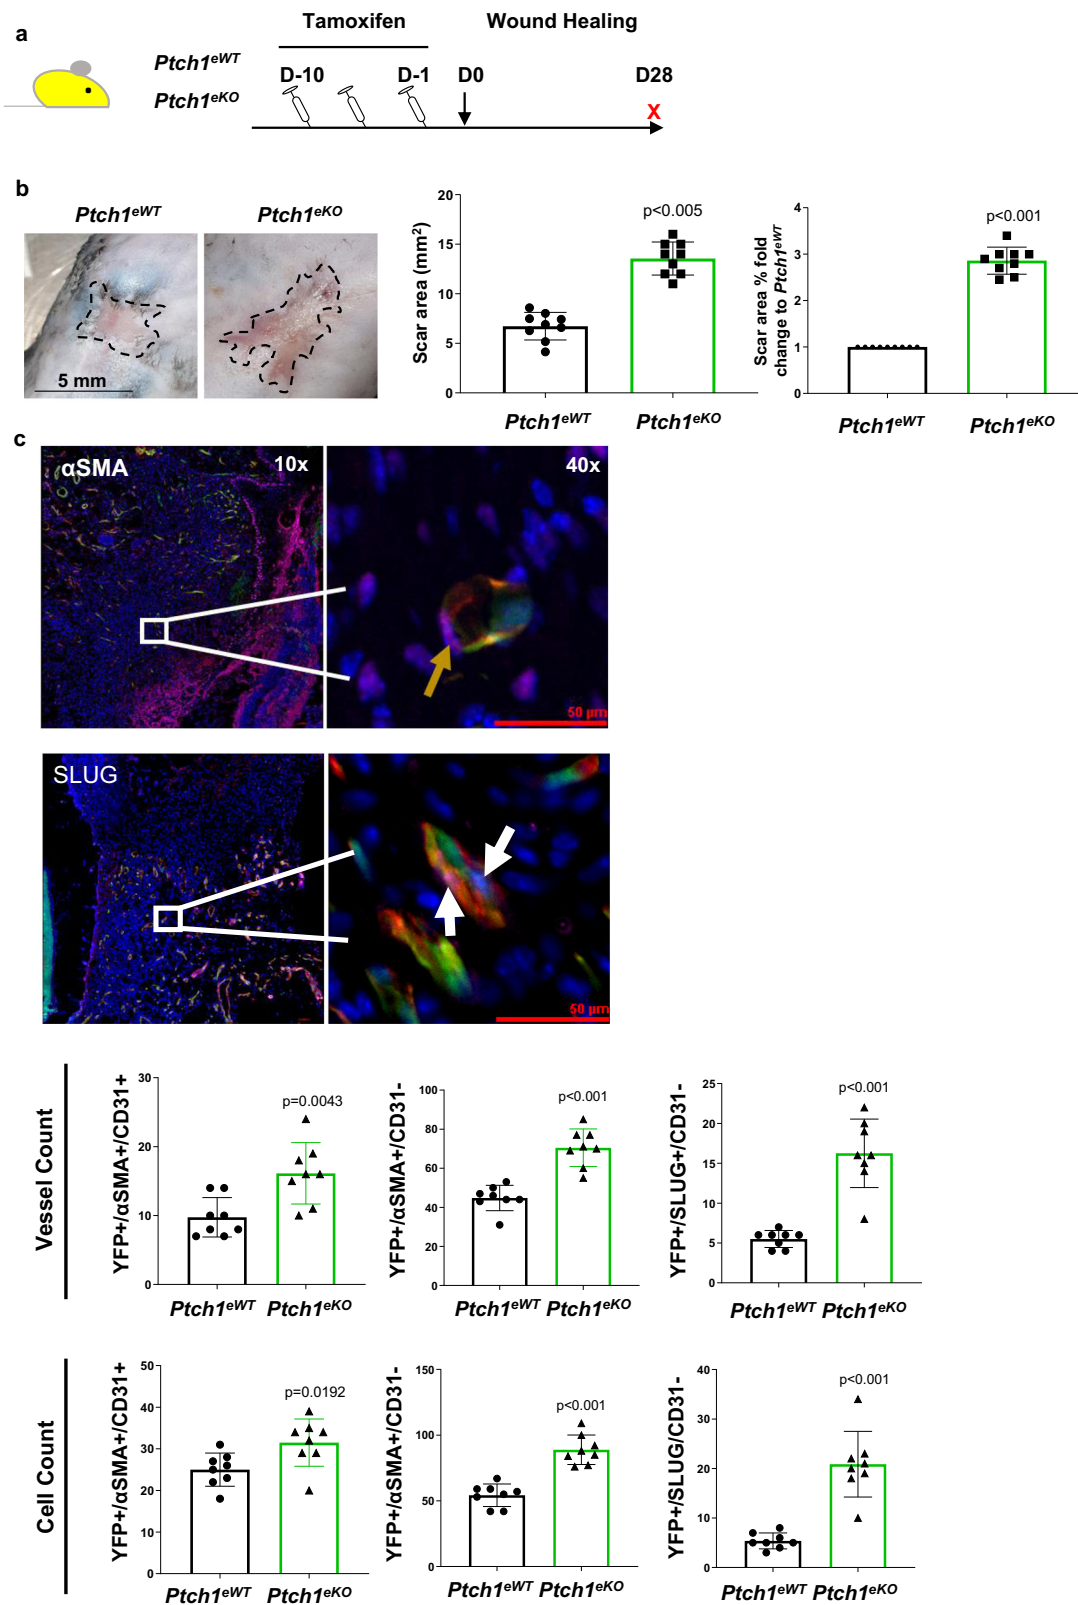 a
Tamoxifen
Wound Healing
Ptch1eWT
Ptch1eKO
D-10
D-1
D0
D28
X
b
Ptch1eWT
Ptch1eKO
5 mm
Scar area (mm2)
20
15
10
5
0
p<0.005
Ptch1eWT
Ptch1eKO
Scar area % fold
change to Ptch1eWT
4
3
2
1
0
p<0.001
Ptch1eWT
Ptch1eKO
c
αSMA
10x
40x
50 µm
SLUG
50 µm
Vessel Count
YFP+/αSMA+/CD31+
30
20
10
0
p=0.0043
Ptch1eWT
Ptch1eKO
YFP+/αSMA+/CD31-
100
80
60
40
20
0
p<0.001
Ptch1eWT
Ptch1eKO
YFP+/SLUG+/CD31-
25
20
15
10
5
0
p<0.001
Ptch1eWT
Ptch1eKO
Cell Count
YFP+/αSMA+/CD31+
50
40
30
20
10
0
p=0.0192
Ptch1eWT
Ptch1eKO
YFP+/αSMA+/CD31-
150
100
50
0
p<0.001
Ptch1eWT
Ptch1eKO
YFP+/SLUG/CD31-
40
30
20
10
0
p<0.001
Ptch1eWT
Ptch1eKO